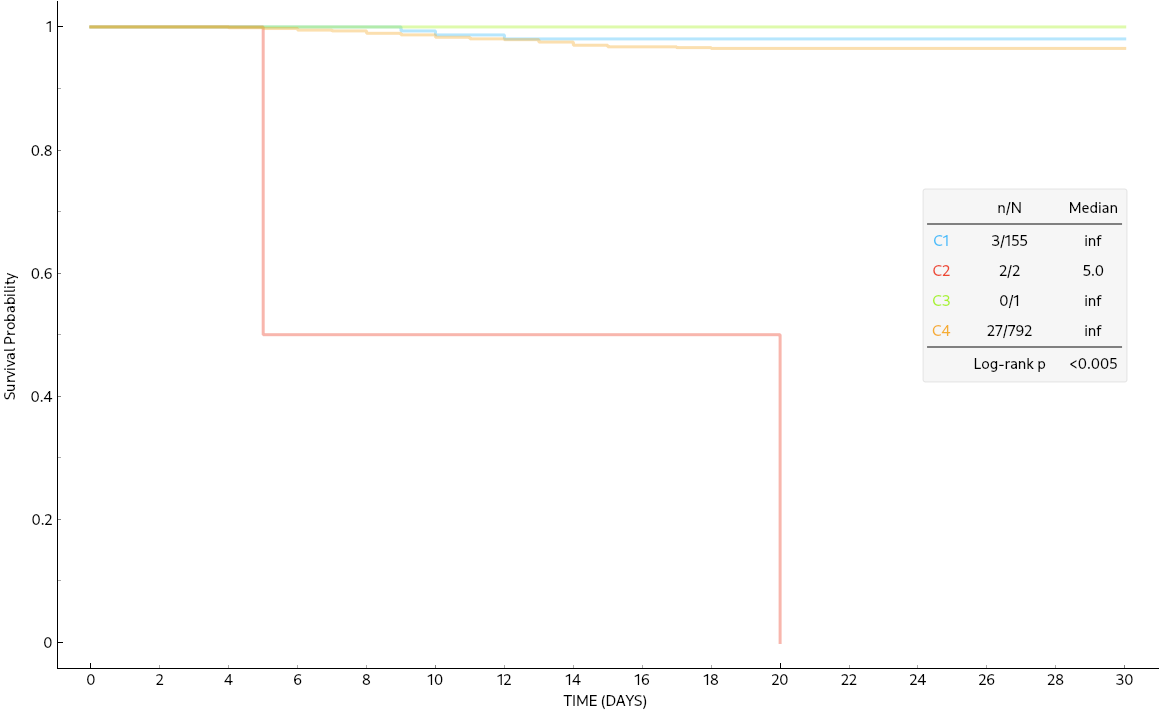 1
0.8
0.6
0.4
0.2
0
Survival Probability
0 2 4 6 8 10 12 14 16 18 20 22 24 26 28 30
TIME (DAYS)
n/N Median
C1 3/155 inf
C2 2/2 5.0
C3 0/1 inf
C4 27/792 inf
Log-rank p <0.005